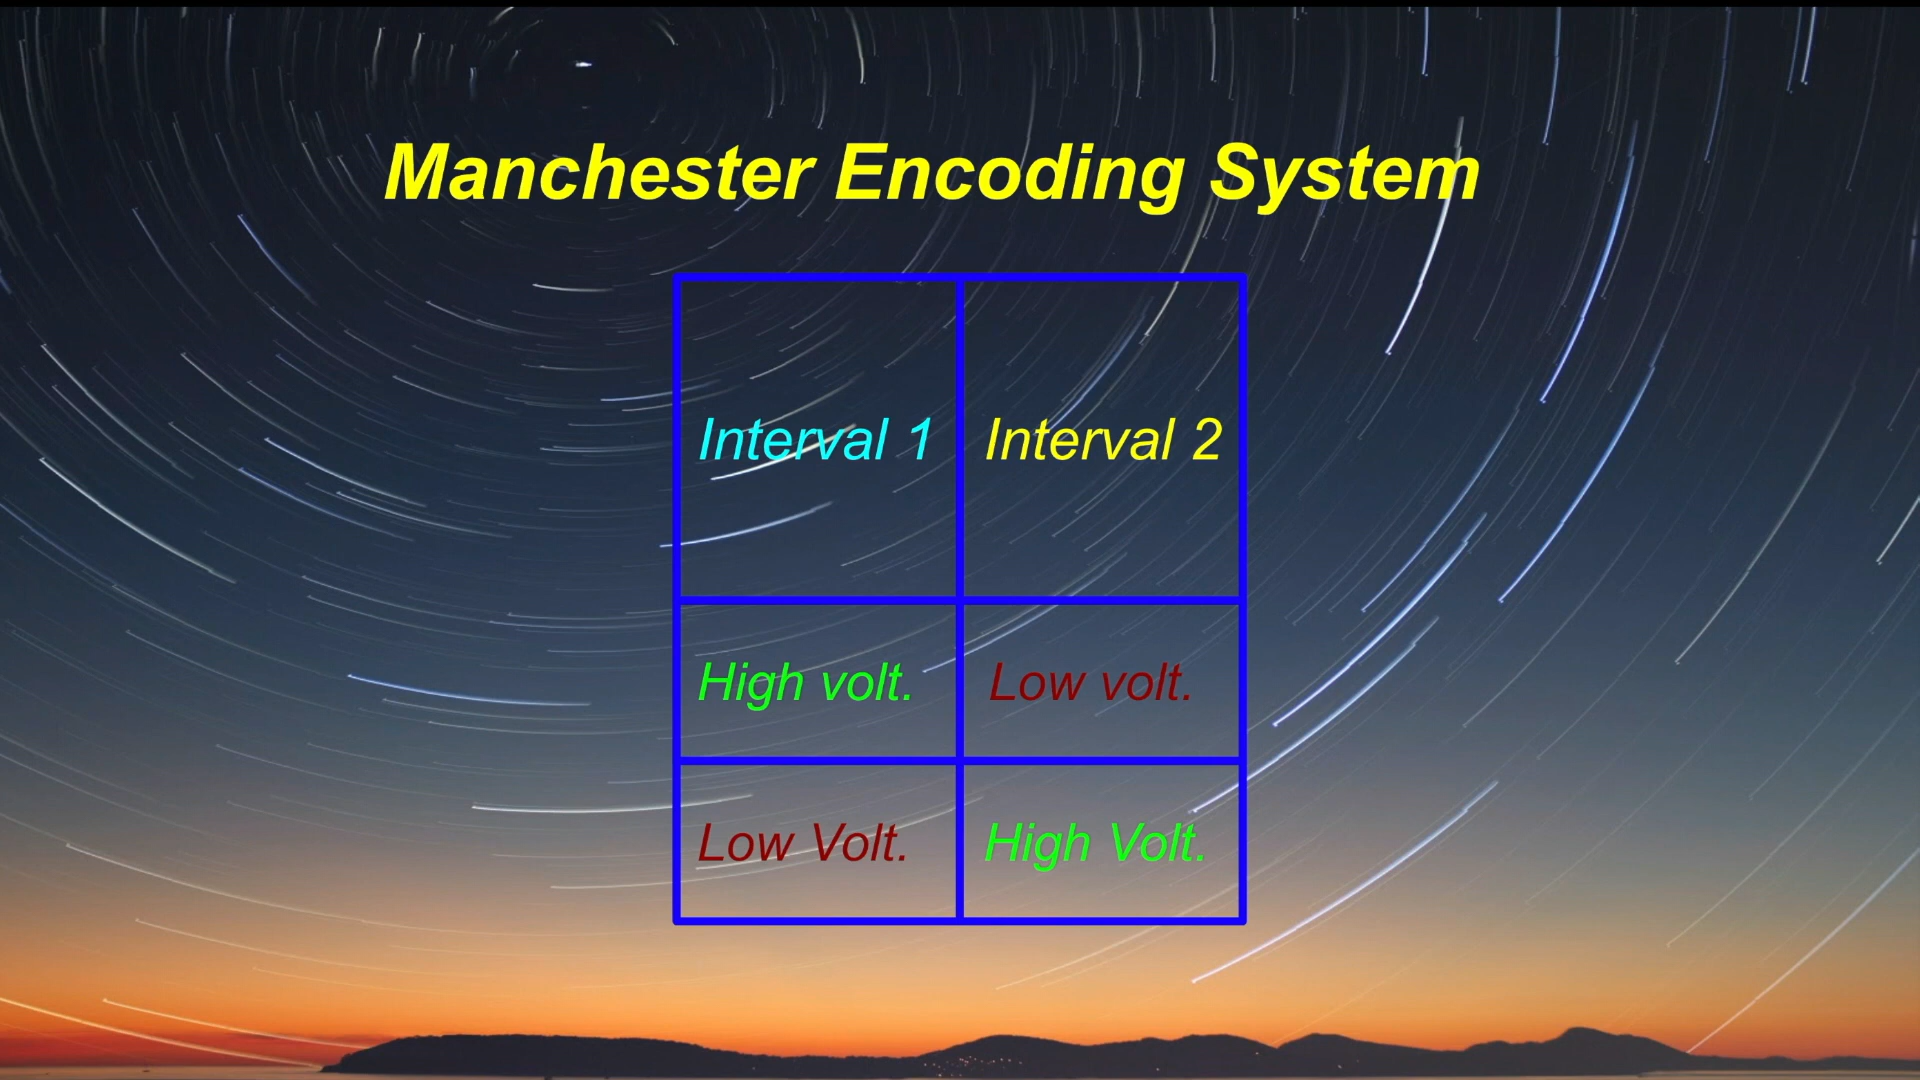 Manchester Encoding System
Interval 1 Interval 2
High volt. Low volt.
Low Volt. High Volt.